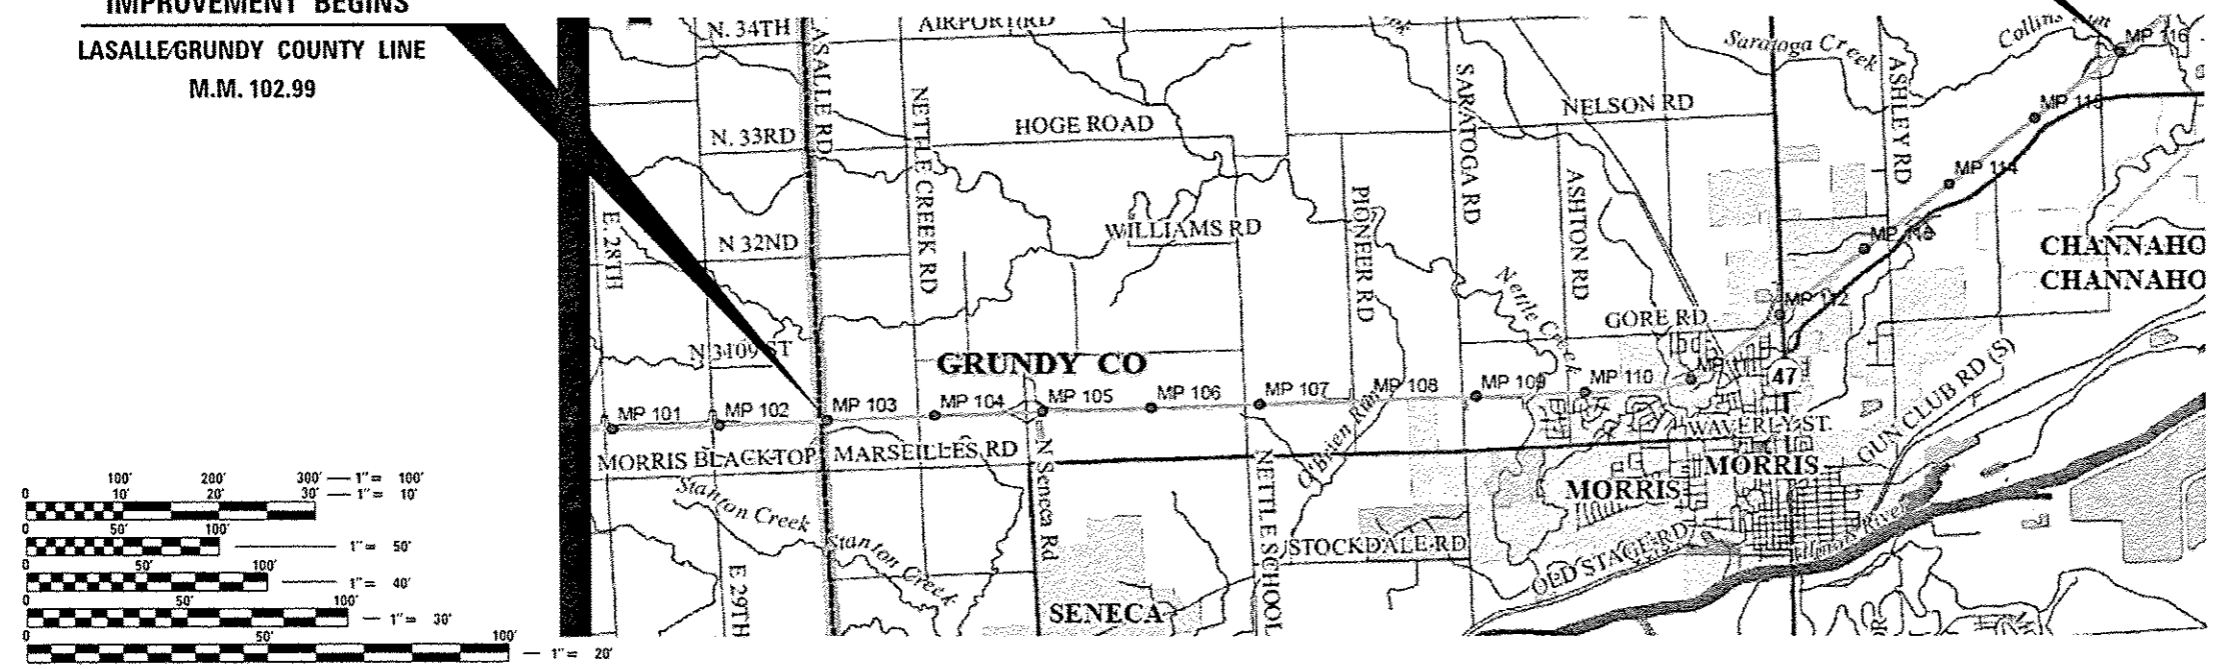 IMPROVEMENT BEGINS
LASALLE/GRUNDY COUNTY LINE
M.M. 102.99
N. 34TH
AIRPORT RD
LASALLE RD
Saratoga Creek
Collins Run
MP 116
NETTLE CREEK RD
SARATOGA RD
NELSON RD
ASHLEY RD
MP 115
HOGE ROAD
N. 33RD
MP 114
PIONEER RD
ASHTON RD
E. 28TH
N 32ND
WILLIAMS RD
MP 113
CHANNAHO
CHANNAHO
Nettle Creek
MP 112
GORE RD
N 3109 ST
GRUNDY CO
47
GUN CLUB RD (S)
MP 101
MP 102
MP 103
MP 104
MP 105
MP 106
MP 107
MP 108
MP 109
MP 110
MP
O'Brien Run
WAVERLY ST.
MORRIS BLACKTOP
MARSEILLES RD
N Seneca Rd
NETTLE SCHOOL
MORRIS
MORRIS
Stanton Creek
Stanton Creek
STOCKDALE RD
OLD STAGE RD
Illinois River
E 29TH
SENECA
100' 200' 300' 1"= 100'
0 10' 20' 30' 1"= 10'
0 50' 100' 1"= 50'
0 50' 100' 1"= 40'
0 50' 100' 1"= 30'
0 50' 100' 1"= 20'